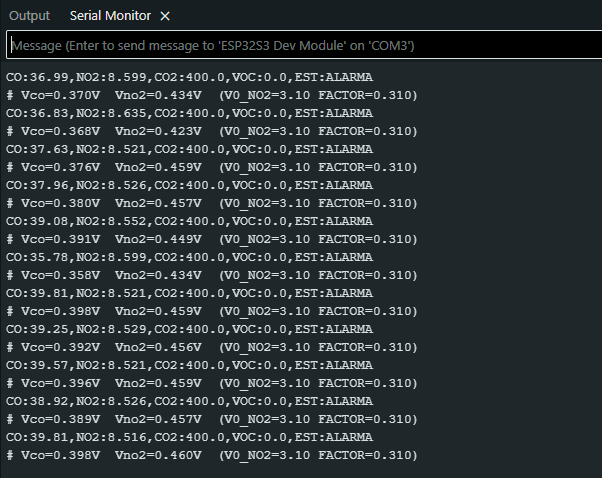 Output Serial Monitor
Message (Enter to send message to 'ESP32S3 Dev Module' on 'COM3')
CO:36.99,NO2:8.599,CO2:400.0,VOC:0.0,EST:ALARMA
# Vco=0.370V  Vno2=0.434V  (V0_NO2=3.10 FACTOR=0.310)
CO:36.83,NO2:8.635,CO2:400.0,VOC:0.0,EST:ALARMA
# Vco=0.368V  Vno2=0.423V  (V0_NO2=3.10 FACTOR=0.310)
CO:37.63,NO2:8.521,CO2:400.0,VOC:0.0,EST:ALARMA
# Vco=0.376V  Vno2=0.459V  (V0_NO2=3.10 FACTOR=0.310)
CO:37.96,NO2:8.526,CO2:400.0,VOC:0.0,EST:ALARMA
# Vco=0.380V  Vno2=0.457V  (V0_NO2=3.10 FACTOR=0.310)
CO:39.08,NO2:8.552,CO2:400.0,VOC:0.0,EST:ALARMA
# Vco=0.391V  Vno2=0.449V  (V0_NO2=3.10 FACTOR=0.310)
CO:35.78,NO2:8.599,CO2:400.0,VOC:0.0,EST:ALARMA
# Vco=0.358V  Vno2=0.434V  (V0_NO2=3.10 FACTOR=0.310)
CO:39.81,NO2:8.521,CO2:400.0,VOC:0.0,EST:ALARMA
# Vco=0.398V  Vno2=0.459V  (V0_NO2=3.10 FACTOR=0.310)
CO:39.25,NO2:8.529,CO2:400.0,VOC:0.0,EST:ALARMA
# Vco=0.392V  Vno2=0.456V  (V0_NO2=3.10 FACTOR=0.310)
CO:39.57,NO2:8.521,CO2:400.0,VOC:0.0,EST:ALARMA
# Vco=0.396V  Vno2=0.459V  (V0_NO2=3.10 FACTOR=0.310)
CO:38.92,NO2:8.526,CO2:400.0,VOC:0.0,EST:ALARMA
# Vco=0.389V  Vno2=0.457V  (V0_NO2=3.10 FACTOR=0.310)
CO:39.81,NO2:8.516,CO2:400.0,VOC:0.0,EST:ALARMA
# Vco=0.398V  Vno2=0.460V  (V0_NO2=3.10 FACTOR=0.310)